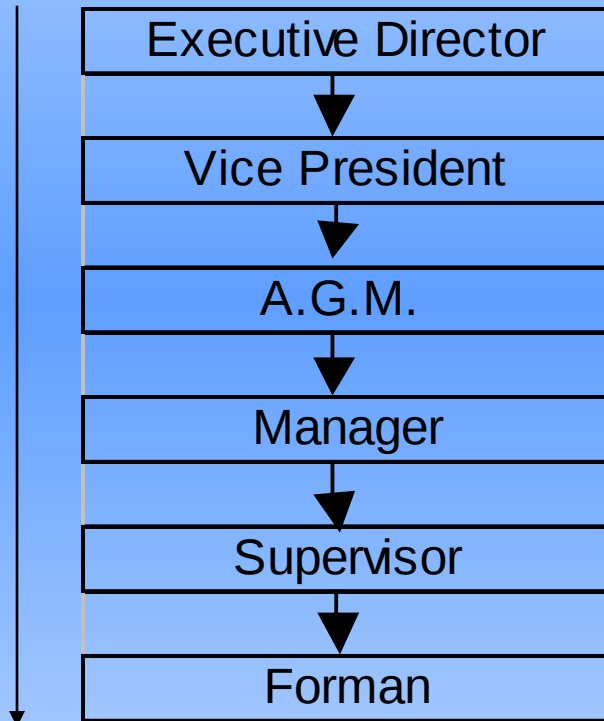 Executive Director
Vice President
A.G.M.
Manager
Supervisor
Forman